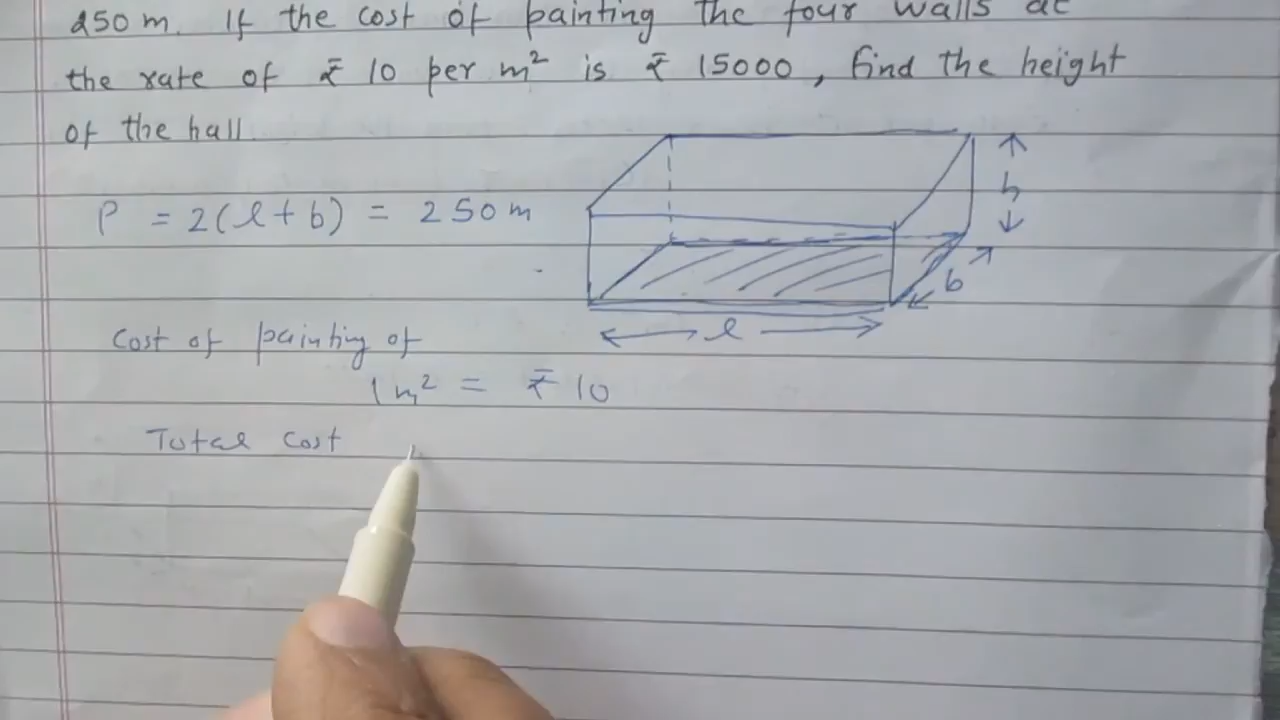 250 m. If the cost of painting the four walls at
the rate of ₹ 10 per m² is ₹ 15000, find the height
of the hall.
P = 2(l+b) = 250 m
h
b
l
Cost of painting of
1 m² = ₹ 10
Total Cost